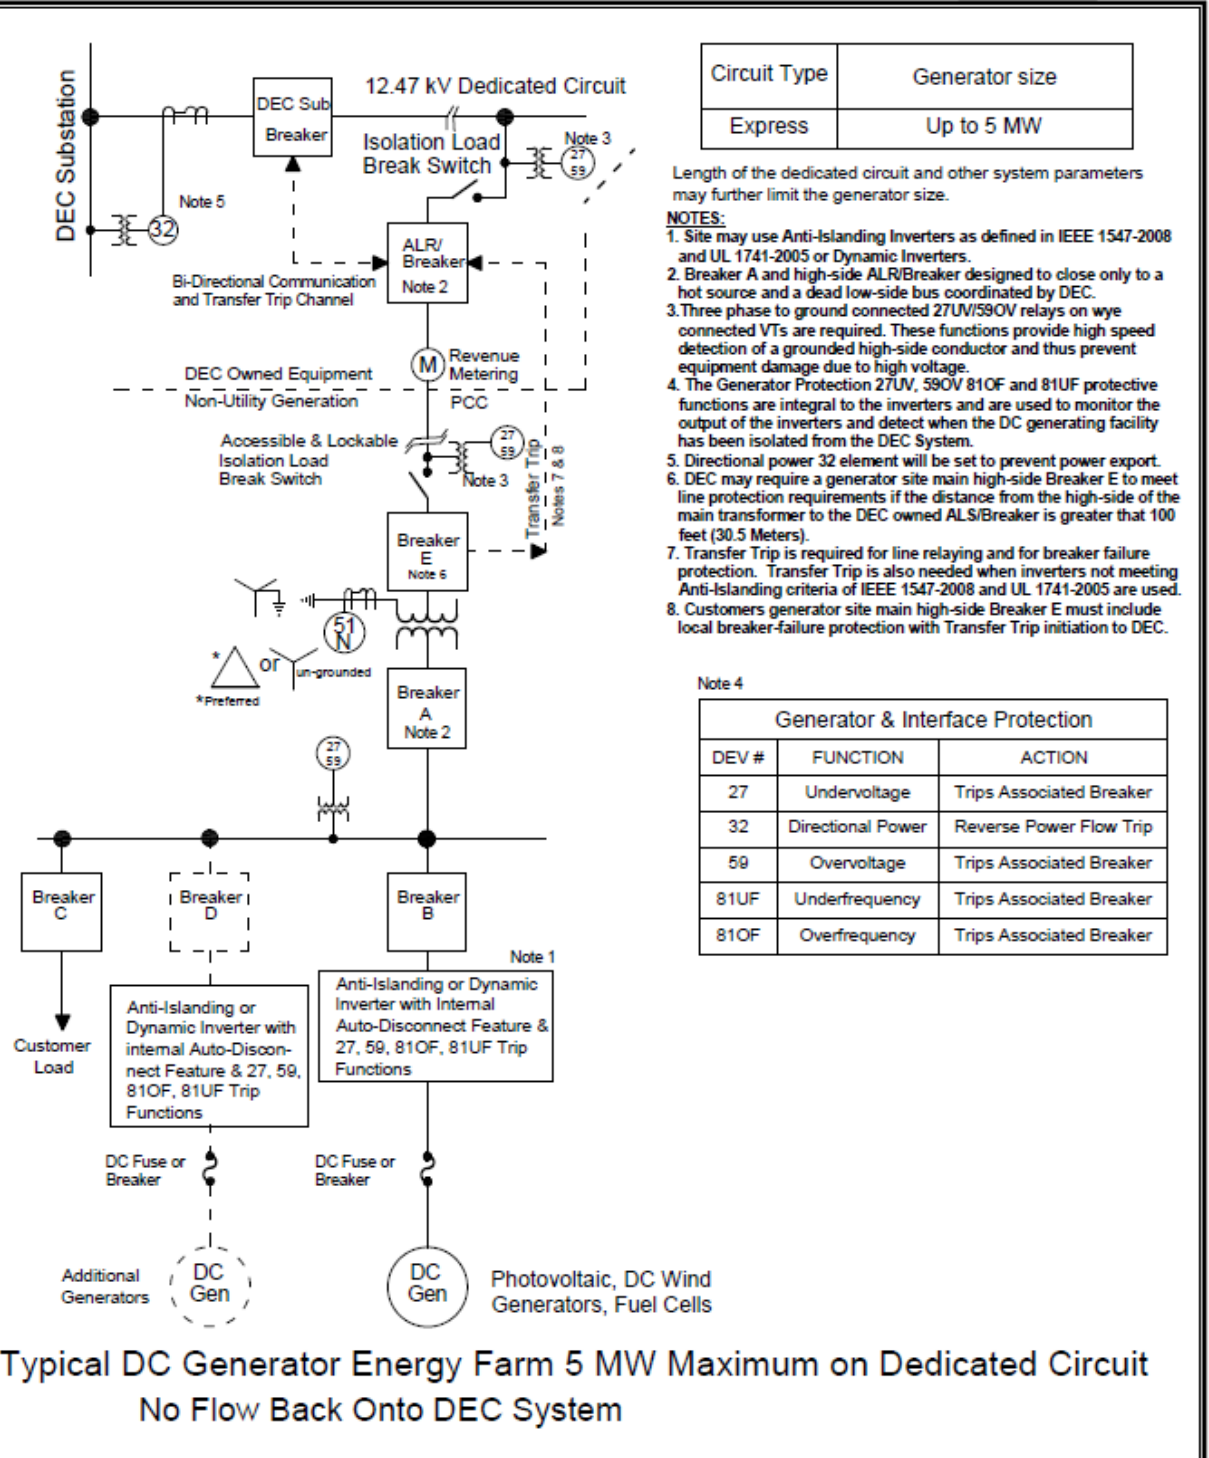 DEC Substation
DEC Sub
Breaker
12.47 kV Dedicated Circuit
Isolation Load
Break Switch
Note 3
27
59
Note 5
32
ALR/
Breaker
Note 2
Bi-Directional Communication
and Transfer Trip Channel
M
Revenue
Metering
DEC Owned Equipment
Non-Utility Generation
PCC
Accessible & Lockable
Isolation Load
Break Switch
27
59
Note 3
Transfer Trip
Notes 7 & 8
Breaker
E
Note 6
51
N
* or
un-grounded
*Preferred
Breaker
A
Note 2
27
59
Breaker
C
Breaker
D
Breaker
B
Note 1
Customer
Load
Anti-Islanding or
Dynamic Inverter with
internal Auto-Discon-
nect Feature & 27, 59,
81OF, 81UF Trip
Functions
Anti-Islanding or Dynamic
Inverter with Internal
Auto-Disconnect Feature &
27, 59, 81OF, 81UF Trip
Functions
DC Fuse or
Breaker
DC Fuse or
Breaker
Additional
Generators
DC
Gen
DC
Gen
Photovoltaic, DC Wind
Generators, Fuel Cells
Circuit Type Generator size
Express Up to 5 MW
Length of the dedicated circuit and other system parameters
may further limit the generator size.
NOTES:
1. Site may use Anti-Islanding Inverters as defined in IEEE 1547-2008
and UL 1741-2005 or Dynamic Inverters.
2. Breaker A and high-side ALR/Breaker designed to close only to a
hot source and a dead low-side bus coordinated by DEC.
3.Three phase to ground connected 27UV/59OV relays on wye
connected VTs are required. These functions provide high speed
detection of a grounded high-side conductor and thus prevent
equipment damage due to high voltage.
4. The Generator Protection 27UV, 59OV 81OF and 81UF protective
functions are integral to the inverters and are used to monitor the
output of the inverters and detect when the DC generating facility
has been isolated from the DEC System.
5. Directional power 32 element will be set to prevent power export.
6. DEC may require a generator site main high-side Breaker E to meet
line protection requirements if the distance from the high-side of the
main transformer to the DEC owned ALS/Breaker is greater that 100
feet (30.5 Meters).
7. Transfer Trip is required for line relaying and for breaker failure
protection. Transfer Trip is also needed when inverters not meeting
Anti-Islanding criteria of IEEE 1547-2008 and UL 1741-2005 are used.
8. Customers generator site main high-side Breaker E must include
local breaker-failure protection with Transfer Trip initiation to DEC.
Note 4
Generator & Interface Protection
DEV # FUNCTION ACTION
27 Undervoltage Trips Associated Breaker
32 Directional Power Reverse Power Flow Trip
59 Overvoltage Trips Associated Breaker
81UF Underfrequency Trips Associated Breaker
81OF Overfrequency Trips Associated Breaker
Typical DC Generator Energy Farm 5 MW Maximum on Dedicated Circuit
No Flow Back Onto DEC System